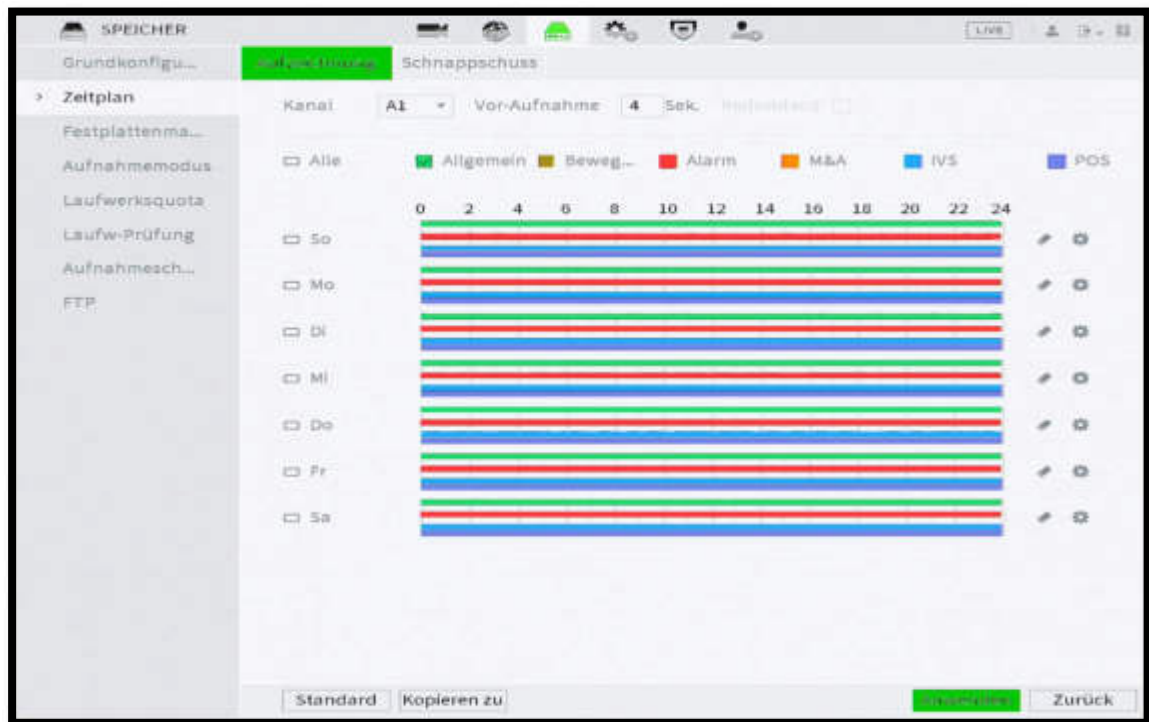 SPEICHER
LIVE
Grundkonfigu...
Schnappschuss
Zeitplan
Kanal A1 Vor-Aufnahme 4 Sek.
Festplattenma...
Aufnahmemodus
Alle Allgemein Beweg... Alarm M&A IVS POS
Laufwerksquota
0 2 4 6 8 10 12 14 16 18 20 22 24
Laufw-Prüfung
So
Aufnahmesch...
Mo
FTP
Di
Mi
Do
Fr
Sa
Standard Kopieren zu Zurück